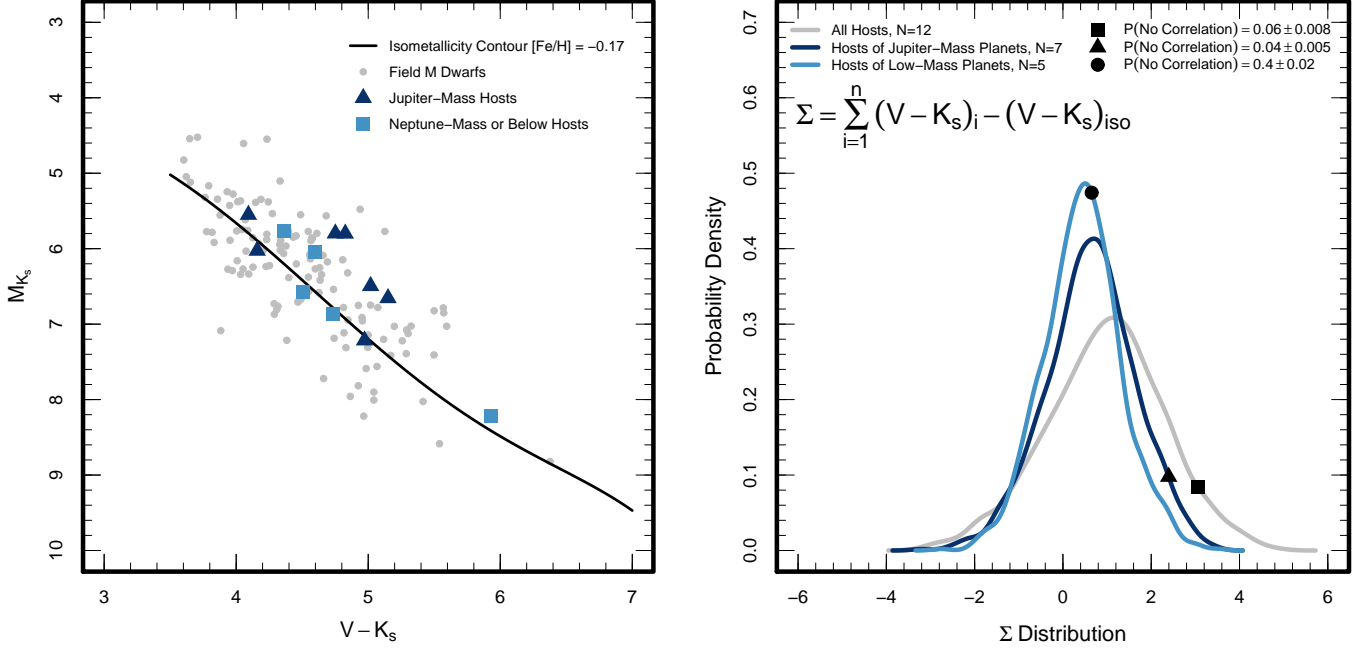 3
4
5
6
7
8
9
10
M_{K_s}
Isometallicity Contour [Fe/H] = −0.17
Field M Dwarfs
Jupiter−Mass Hosts
Neptune−Mass or Below Hosts
3 4 5 6 7
V − K_s
0.7
0.6
0.5
0.4
0.3
0.2
0.1
0.0
Probability Density
All Hosts, N=12
Hosts of Jupiter−Mass Planets, N=7
Hosts of Low−Mass Planets, N=5
P(No Correlation) = 0.06 ± 0.008
P(No Correlation) = 0.04 ± 0.005
P(No Correlation) = 0.4 ± 0.02
Σ = ∑_{i=1}^{n} (V − K_s)_i − (V − K_s)_{iso}
−6 −4 −2 0 2 4 6
Σ Distribution